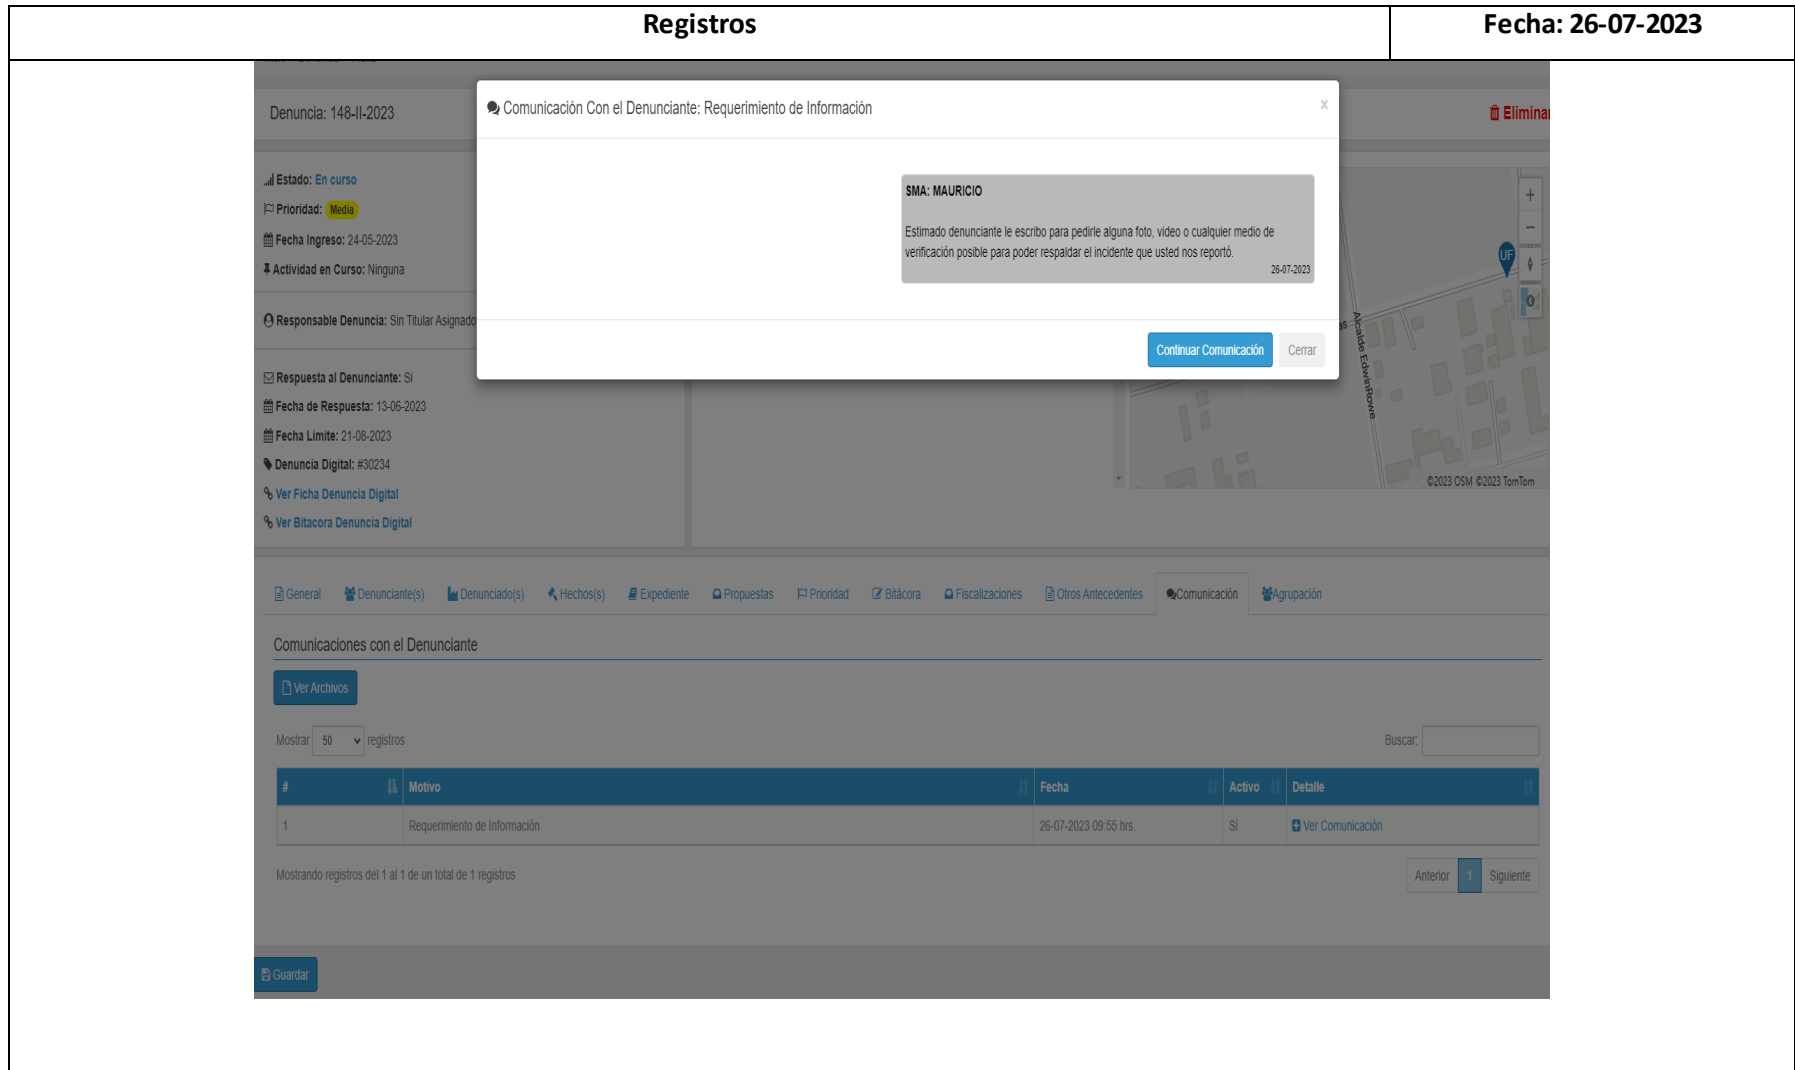 Registros
Fecha: 26-07-2023
Denuncia: 148-II-2023
Comunicación Con el Denunciante: Requerimiento de Información
x
Elimina
Estado: En curso
Prioridad: Media
Fecha Ingreso: 24-05-2023
Actividad en Curso: Ninguna
Responsable Denuncia: Sin Titular Asignado
Respuesta al Denunciante: Si
Fecha de Respuesta: 13-06-2023
Fecha Limite: 21-08-2023
Denuncia Digital: #30234
Ver Ficha Denuncia Digital
Ver Bitacora Denuncia Digital
SMA: MAURICIO
Estimado denunciante le escribo para pedirle alguna foto, video o cualquier medio de
verificación posible para poder respaldar el incidente que usted nos reportó.
26-07-2023
Continuar Comunicación
Cerrar
+
−
UF
as
Alcalde EdwinRowe
©2023 OSM ©2023 TomTom
General Denunciante(s) Denunciado(s) Hechos(s) Expediente Propuestas Prioridad Bitácora Fiscalizaciones Otros Antecedentes Comunicación Agrupación
Comunicaciones con el Denunciante
Ver Archivos
Mostrar 50 registros
Buscar:
# Motivo Fecha Activo Detalle
1 Requerimiento de Información 26-07-2023 09:55 hrs. Sí Ver Comunicación
Mostrando registros del 1 al 1 de un total de 1 registros
Anterior 1 Siguiente
Guardar